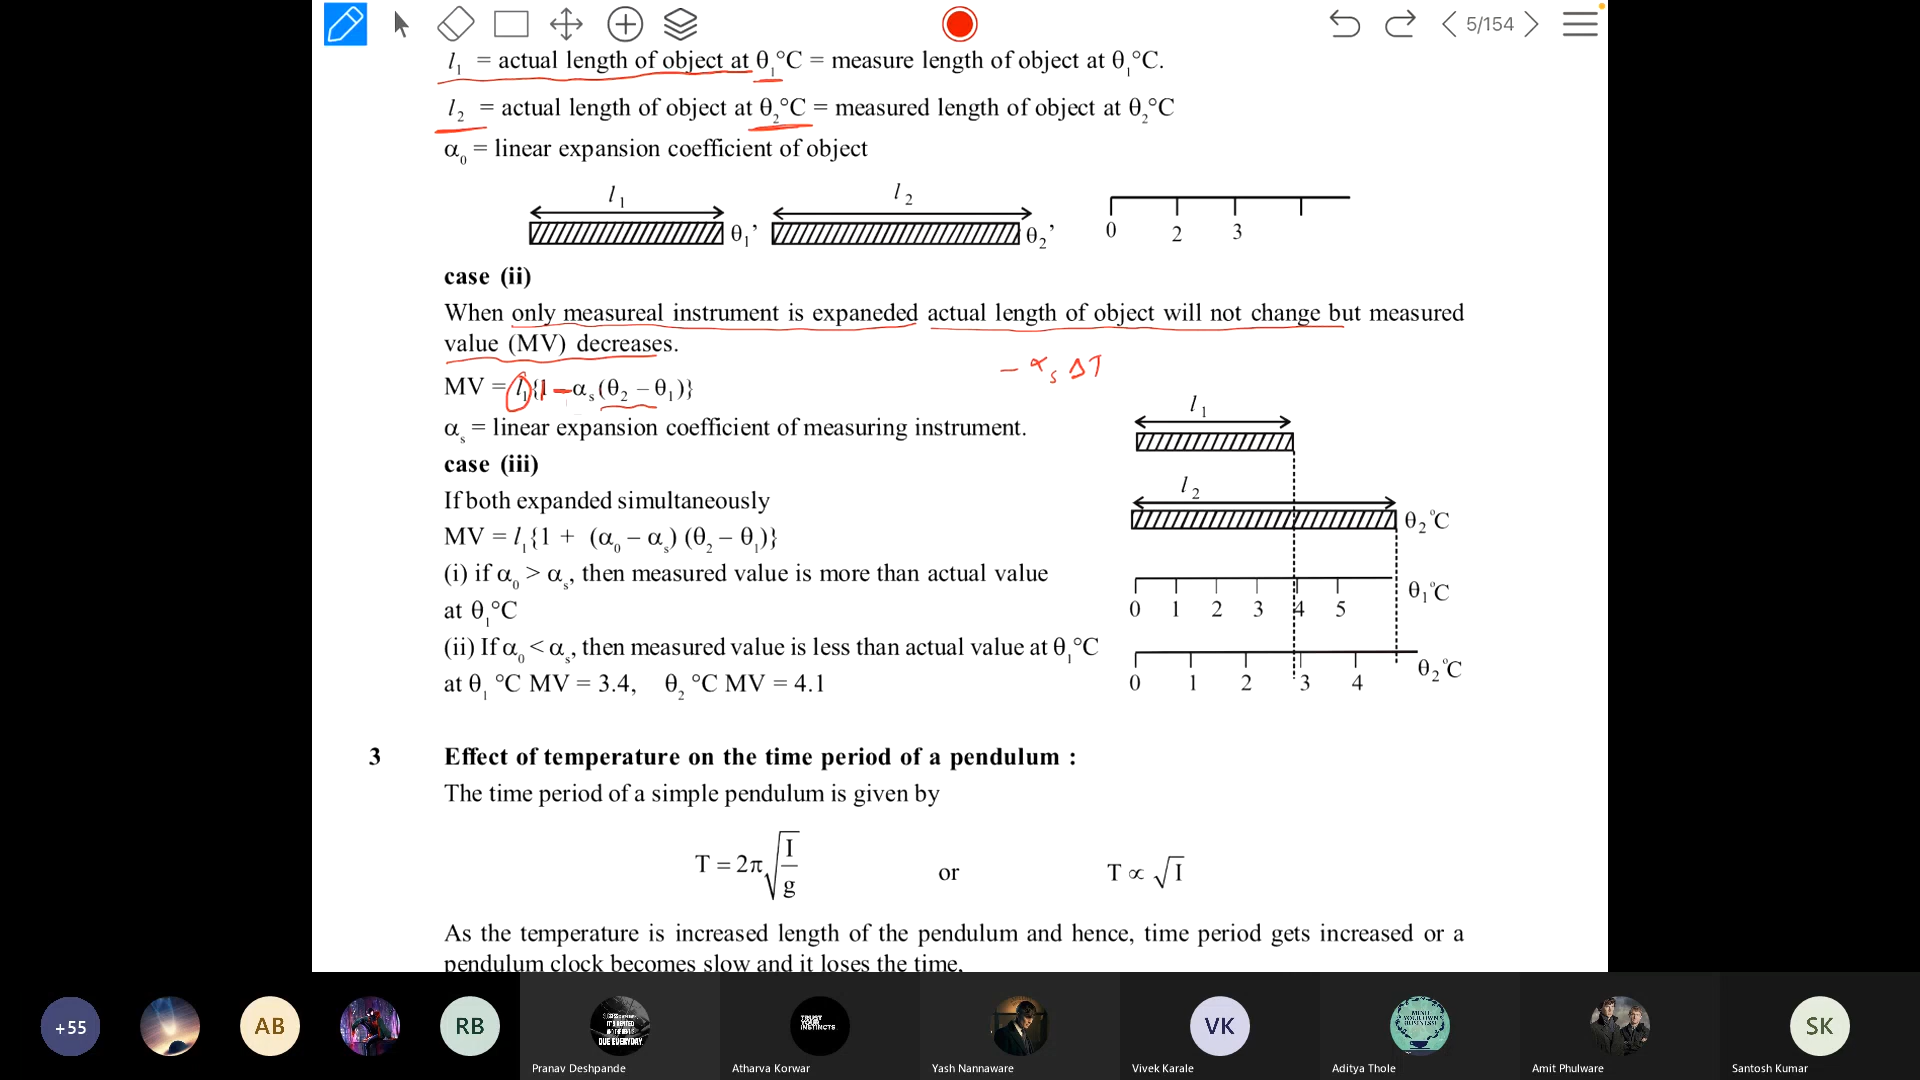 5/154
l₁ = actual length of object at θ₁°C = measure length of object at θ₁°C.
l₂ = actual length of object at θ₂°C = measured length of object at θ₂°C
α₀ = linear expansion coefficient of object
l₁
l₂
θ₁’
θ₂’
0 2 3
case (ii)
When only measureal instrument is expaneded actual length of object will not change but measured
value (MV) decreases.
− αₛ ΔT
MV = l₁{1 − αₛ(θ₂ − θ₁)}
αₛ = linear expansion coefficient of measuring instrument.
l₁
case (iii)
If both expanded simultaneously
l₂
θ₂°C
MV = l₁{1 + (α₀ − αₛ) (θ₂ − θ₁)}
(i) if α₀ > αₛ, then measured value is more than actual value
at θ₁°C
θ₁°C
0 1 2 3 4 5
(ii) If α₀ < αₛ, then measured value is less than actual value at θ₁°C
at θ₁ °C MV = 3.4, θ₂ °C MV = 4.1
θ₂°C
0 1 2 3 4
3 Effect of temperature on the time period of a pendulum :
The time period of a simple pendulum is given by
T = 2π√(I/g) or T ∝ √I
As the temperature is increased length of the pendulum and hence, time period gets increased or a
pendulum clock becomes slow and it loses the time.
+55 AB RB VK SK
TRUST YOUR INSTINCTS
MIND YOUR OWN BUSINESS!
DUE EVERYDAY
Pranav Deshpande Atharva Korwar Yash Nannaware Vivek Karale Aditya Thole Amit Phulware Santosh Kumar